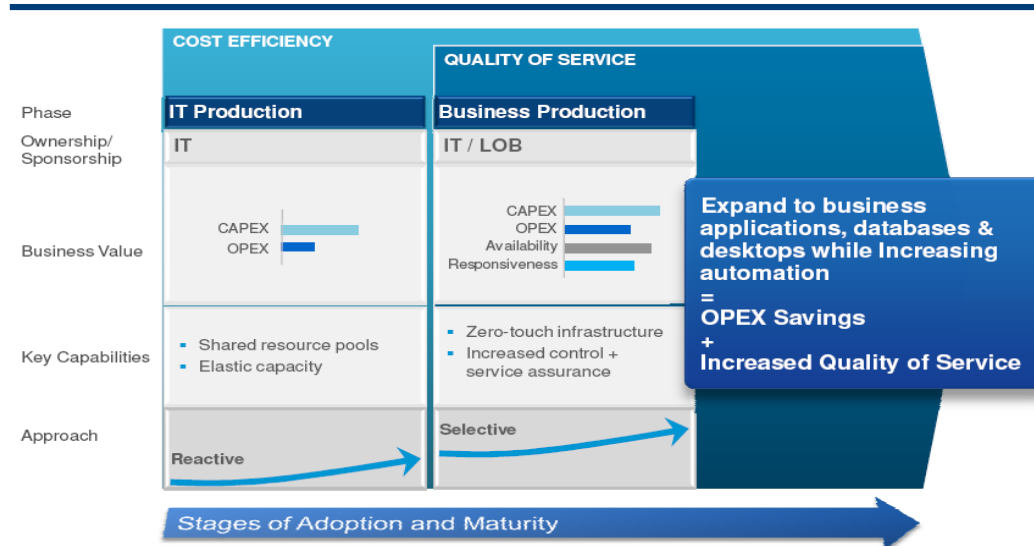 COST EFFICIENCY
QUALITY OF SERVICE
Phase
IT Production
Business Production
Ownership/
Sponsorship
IT
IT / LOB
Business Value
CAPEX
OPEX
CAPEX
OPEX
Availability
Responsiveness
Expand to business
applications, databases &
desktops while Increasing
automation
=
OPEX Savings
+
Increased Quality of Service
Key Capabilities
Shared resource pools
Elastic capacity
Zero-touch infrastructure
Increased control +
service assurance
Approach
Reactive
Selective
Stages of Adoption and Maturity